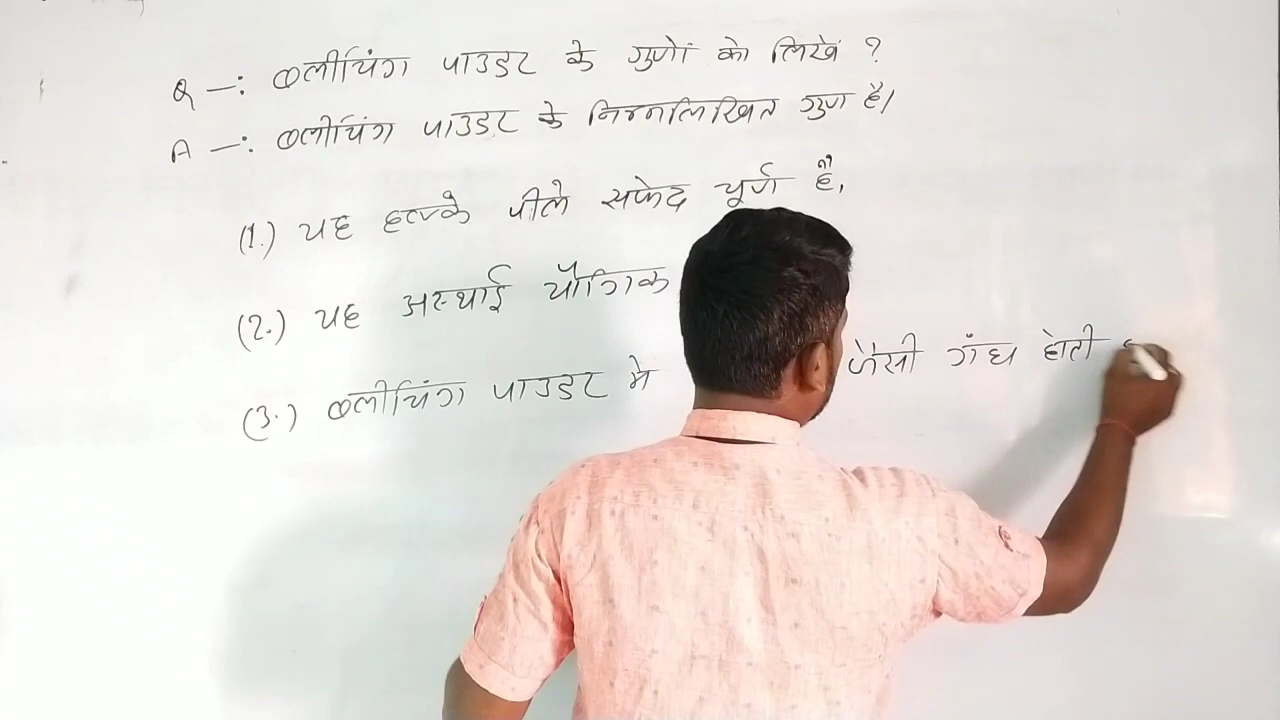 Q —: ब्लीचिंग पाउडर के गुणों को लिखें ?
A —: ब्लीचिंग पाउडर के निम्नलिखित गुण है।
(1.) यह हल्के पीले सफेद चूर्ण है,
(2.) यह अस्थाई यौगिक
(3.) ब्लीचिंग पाउडर मे जैसी गंध होती